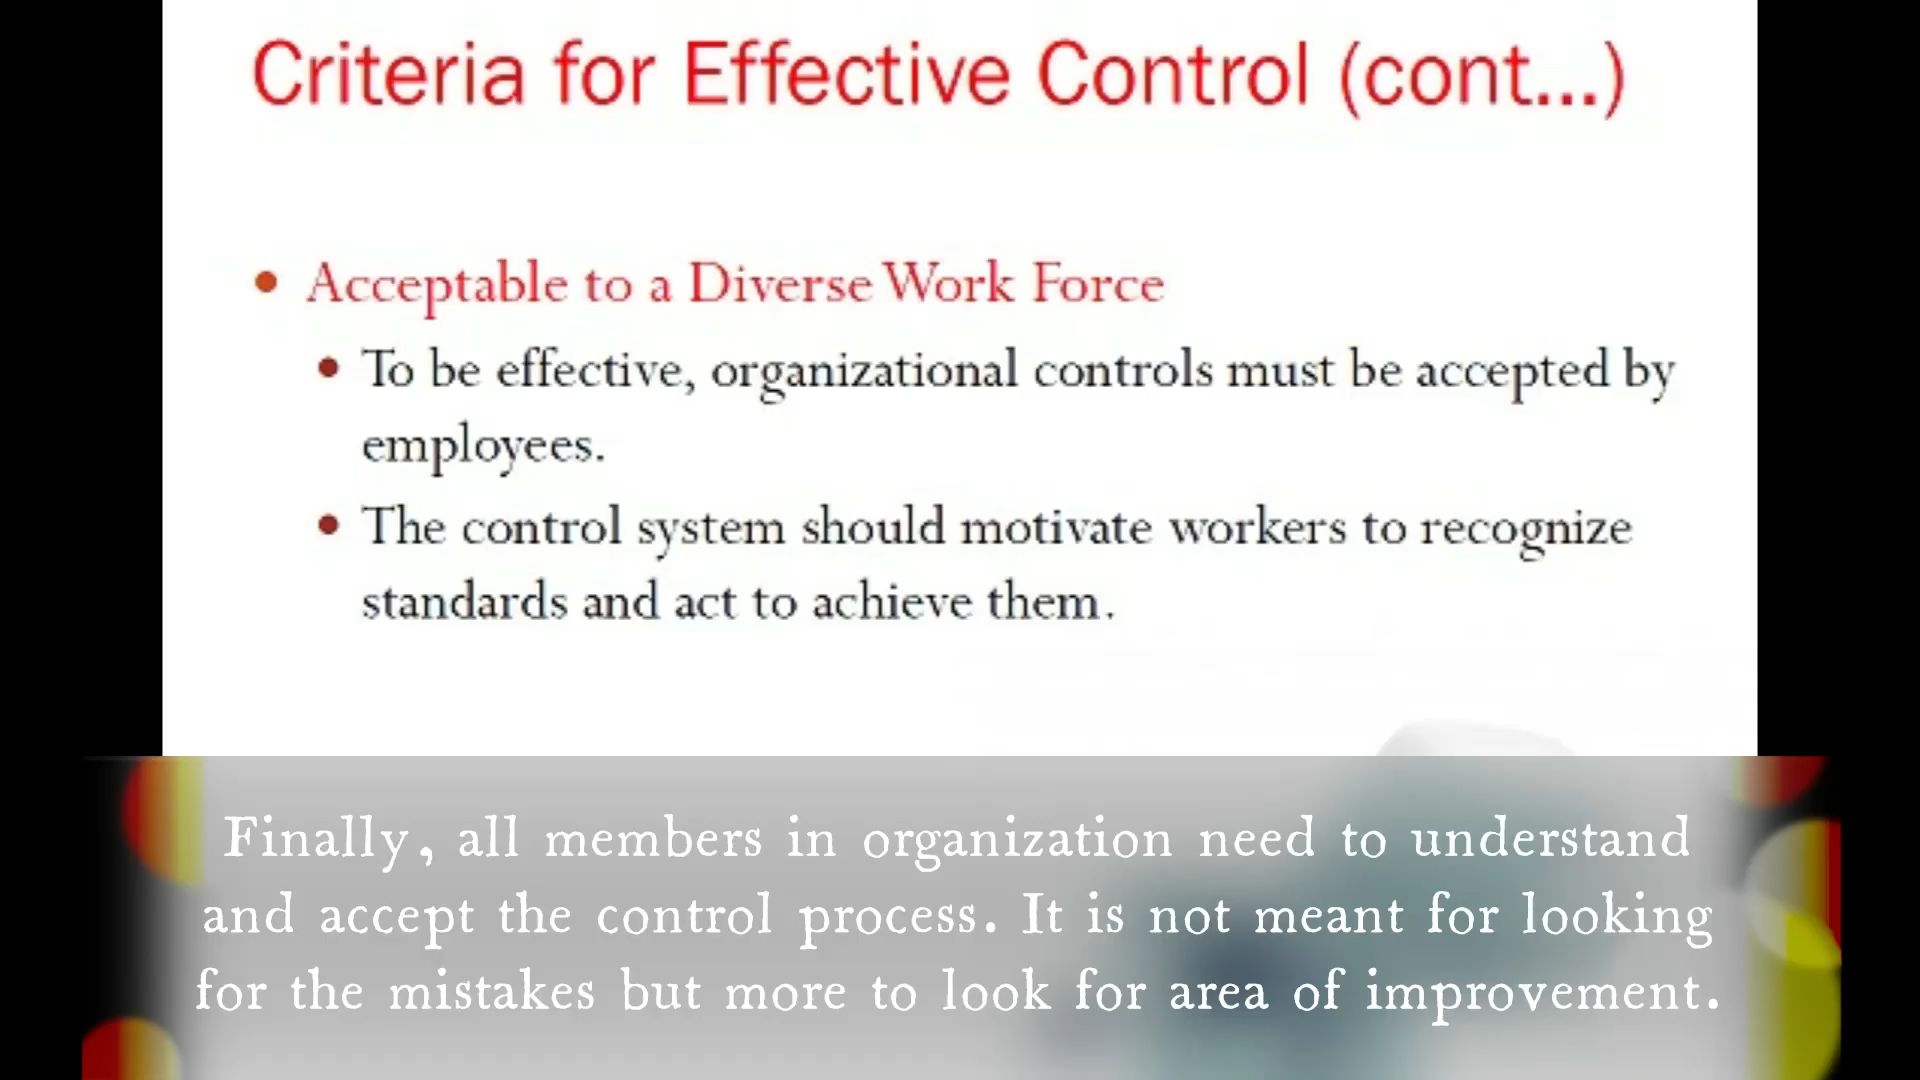 Criteria for Effective Control (cont...)
• Acceptable to a Diverse Work Force
• To be effective, organizational controls must be accepted by
employees.
• The control system should motivate workers to recognize
standards and act to achieve them.
Finally, all members in organization need to understand
and accept the control process. It is not meant for looking
for the mistakes but more to look for area of improvement.